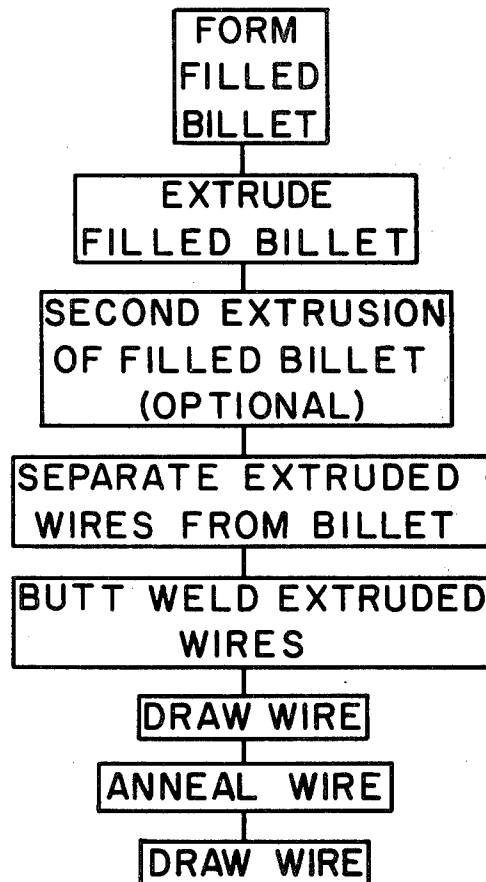 FORM
FILLED
BILLET
EXTRUDE
FILLED BILLET
SECOND EXTRUSION
OF FILLED BILLET
(OPTIONAL)
SEPARATE EXTRUDED
WIRES FROM BILLET
BUTT WELD EXTRUDED
WIRES
DRAW WIRE
ANNEAL WIRE
DRAW WIRE